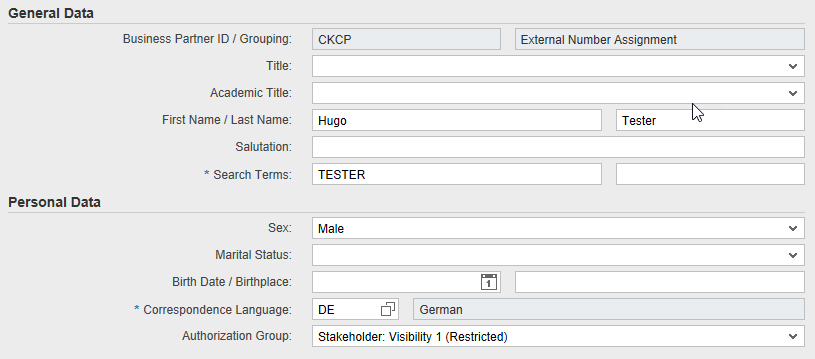 General Data
Business Partner ID / Grouping: CKCP External Number Assignment
Title:
Academic Title:
First Name / Last Name: Hugo Tester
Salutation:
* Search Terms: TESTER
Personal Data
Sex: Male
Marital Status:
Birth Date / Birthplace: 1
* Correspondence Language: DE German
Authorization Group: Stakeholder: Visibility 1 (Restricted)